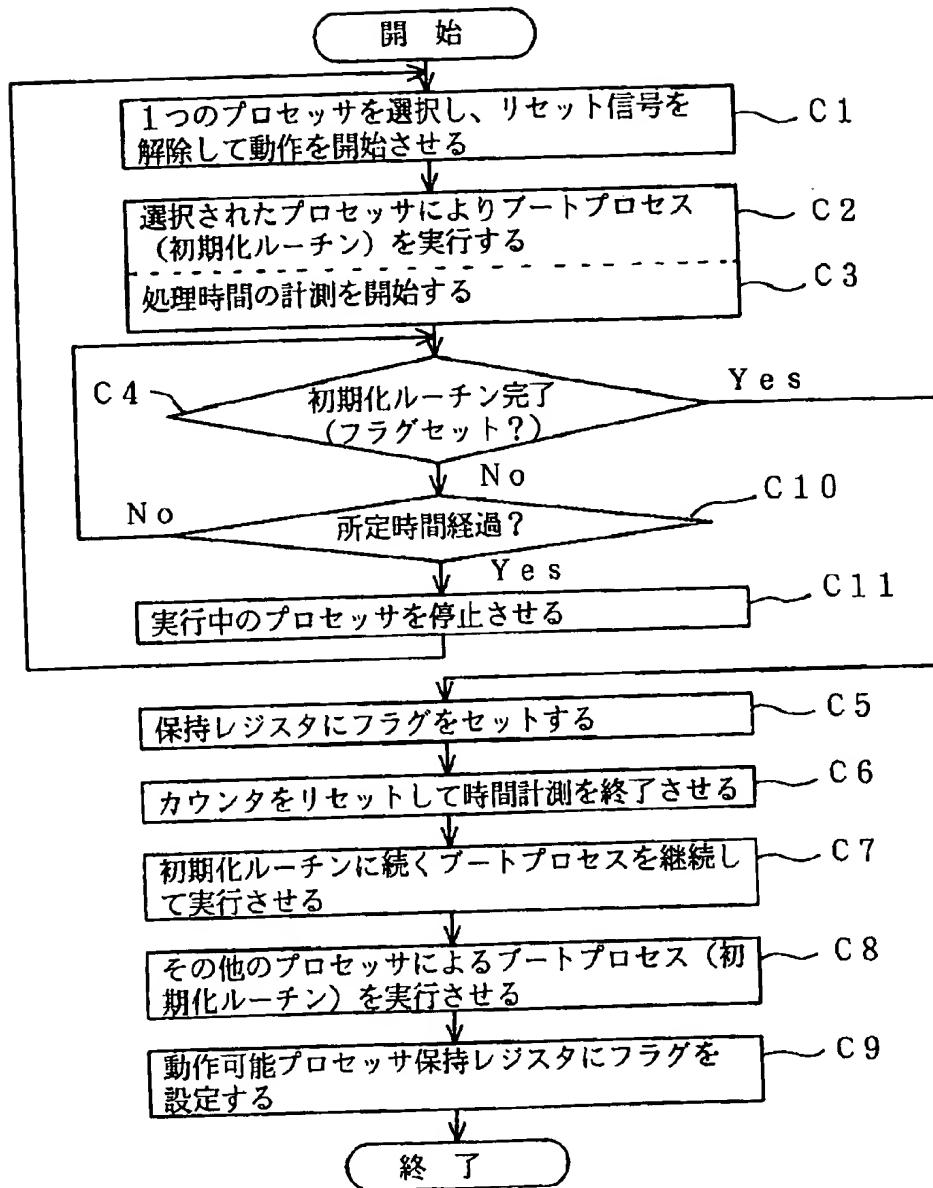 開 始
1つのプロセッサを選択し、リセット信号を
解除して動作を開始させる
C1
選択されたプロセッサによりブートプロセス
(初期化ルーチン)を実行する
C2
処理時間の計測を開始する
C3
C4
初期化ルーチン完了
(フラグセット?)
Yes
No
所定時間経過?
C10
No
Yes
実行中のプロセッサを停止させる
C11
保持レジスタにフラグをセットする
C5
カウンタをリセットして時間計測を終了させる
C6
初期化ルーチンに続くブートプロセスを継続し
て実行させる
C7
その他のプロセッサによるブートプロセス(初
期化ルーチン)を実行させる
C8
動作可能プロセッサ保持レジスタにフラグを
設定する
C9
終 了